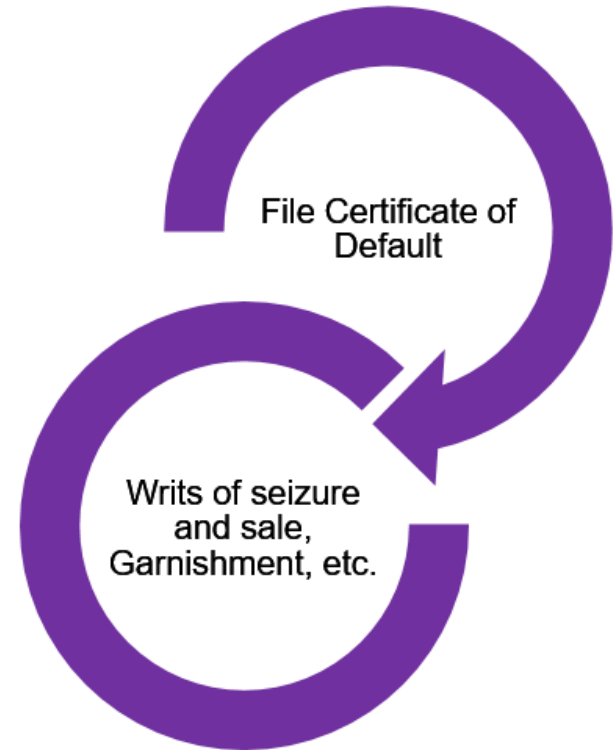 File Certificate of
Default
Writs of seizure
and sale,
Garnishment, etc.